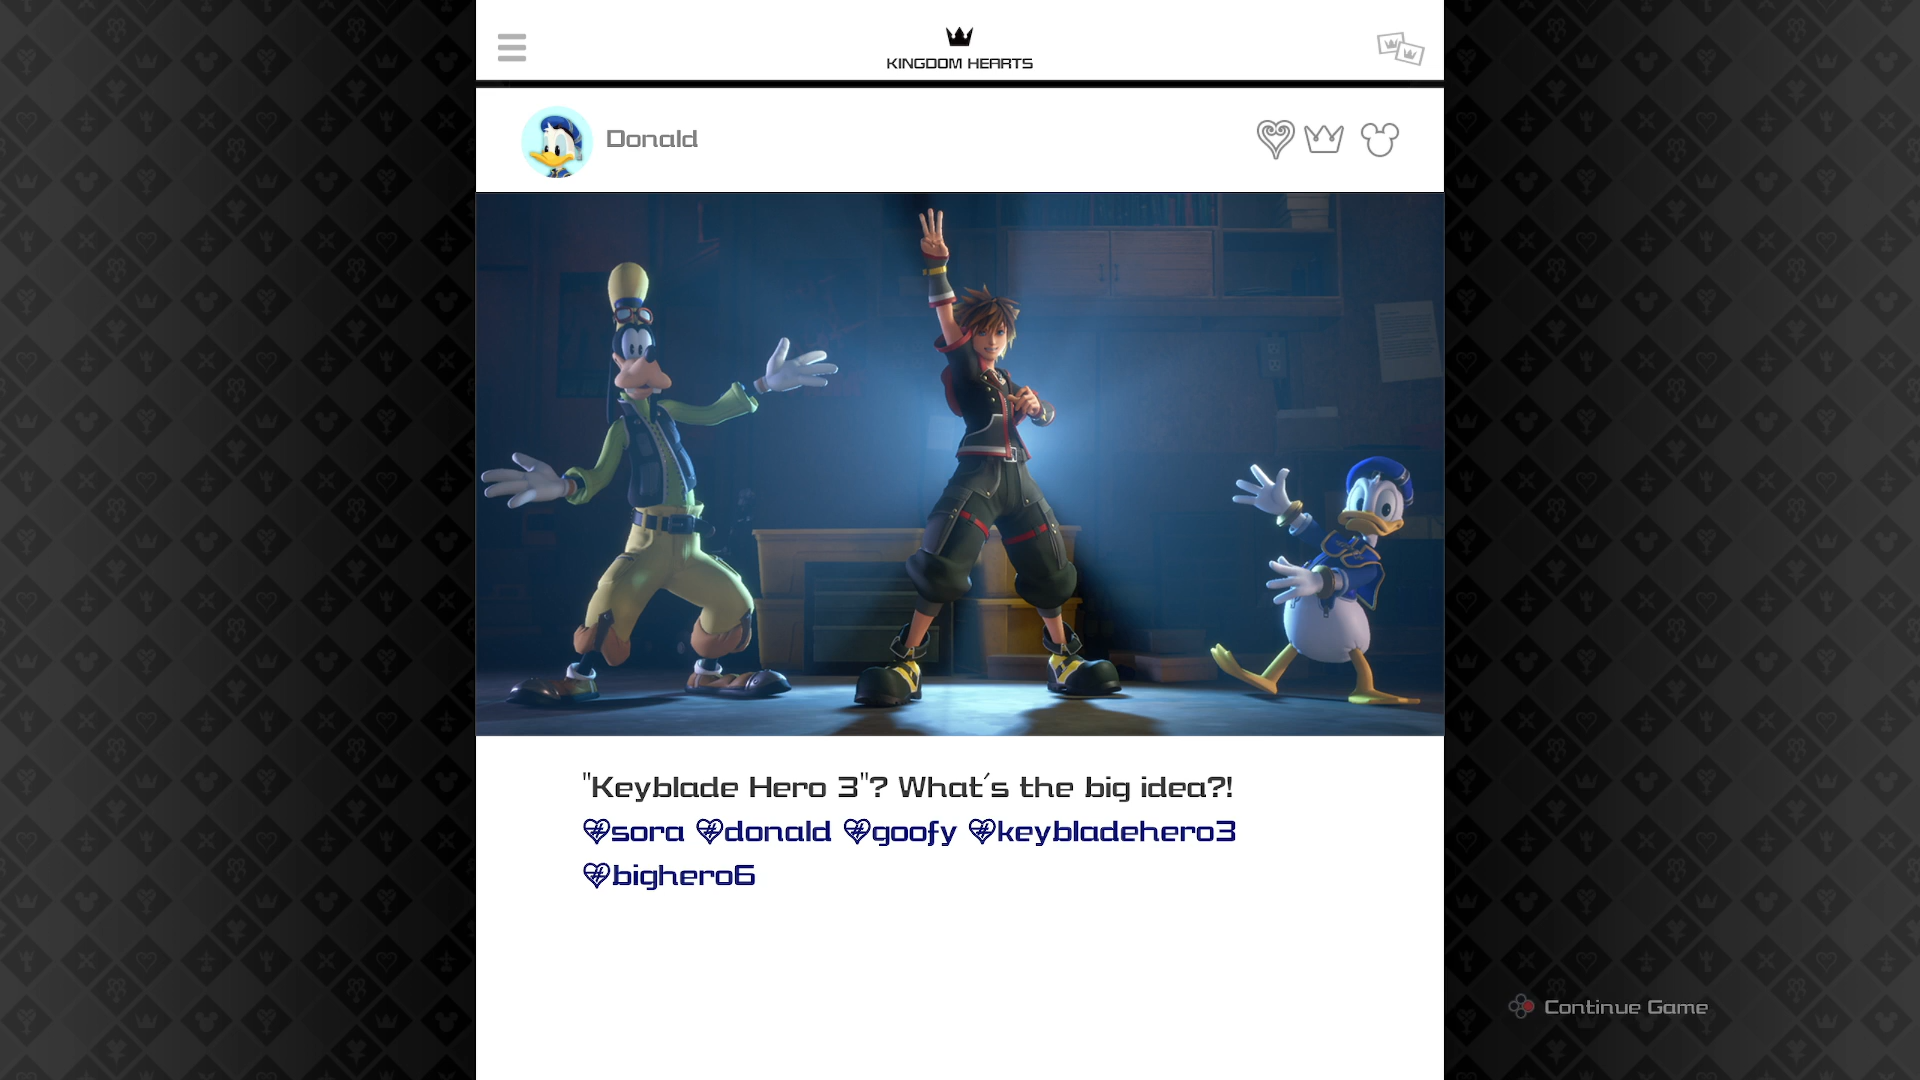 KINGDOM HEARTS
Donald
"Keyblade Hero 3"? What's the big idea?!
#sora #donald #goofy #keybladehero3
#bighero6
Continue Game